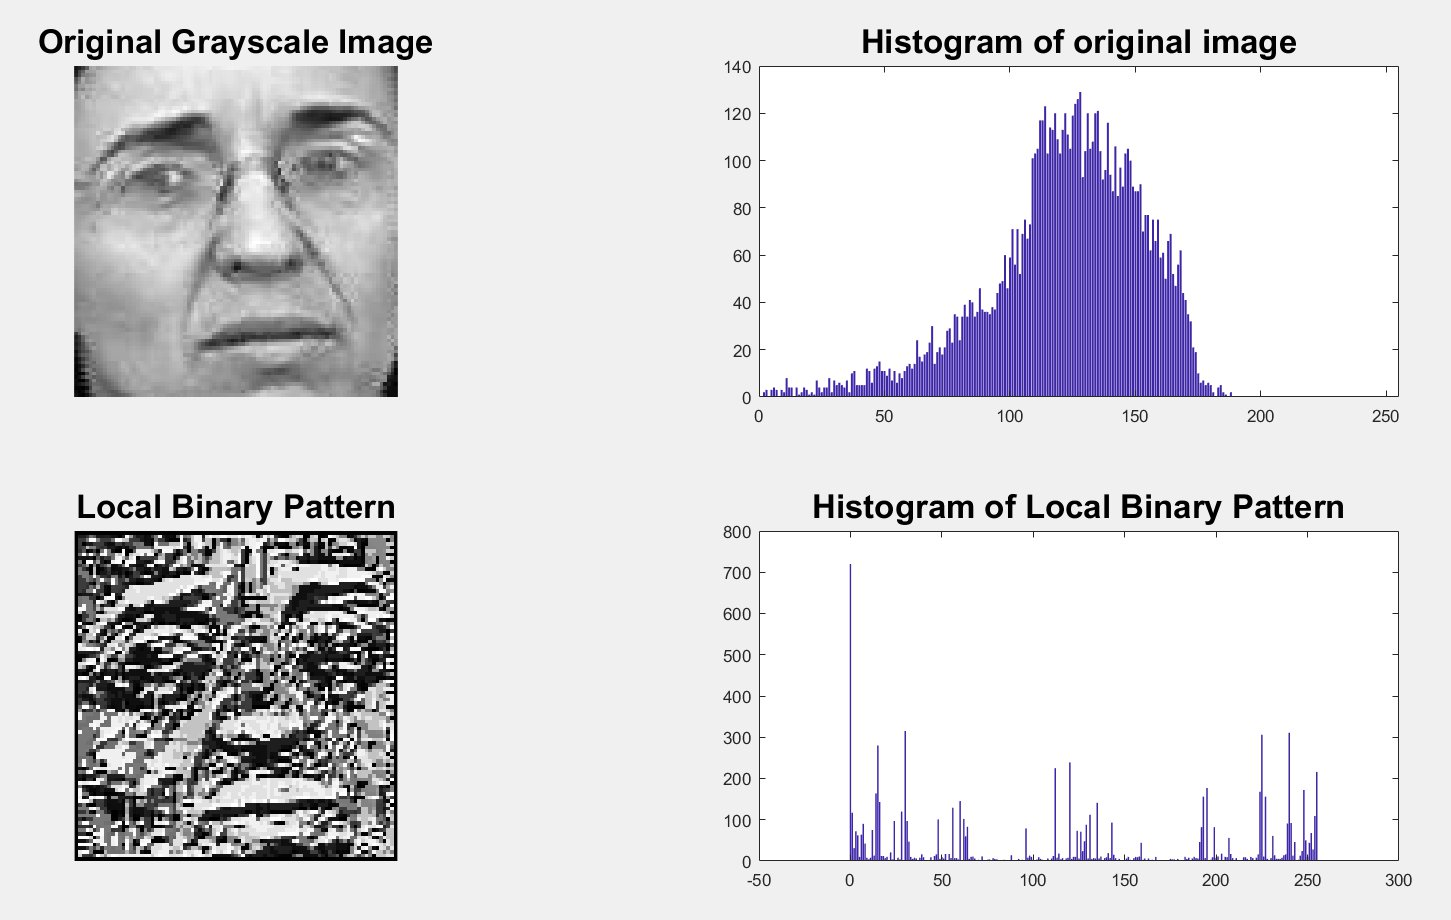 Original Grayscale Image
Histogram of original image
140
120
100
80
60
40
20
0
0 50 100 150 200 250
Local Binary Pattern
Histogram of Local Binary Pattern
800
700
600
500
400
300
200
100
0
-50 0 50 100 150 200 250 300